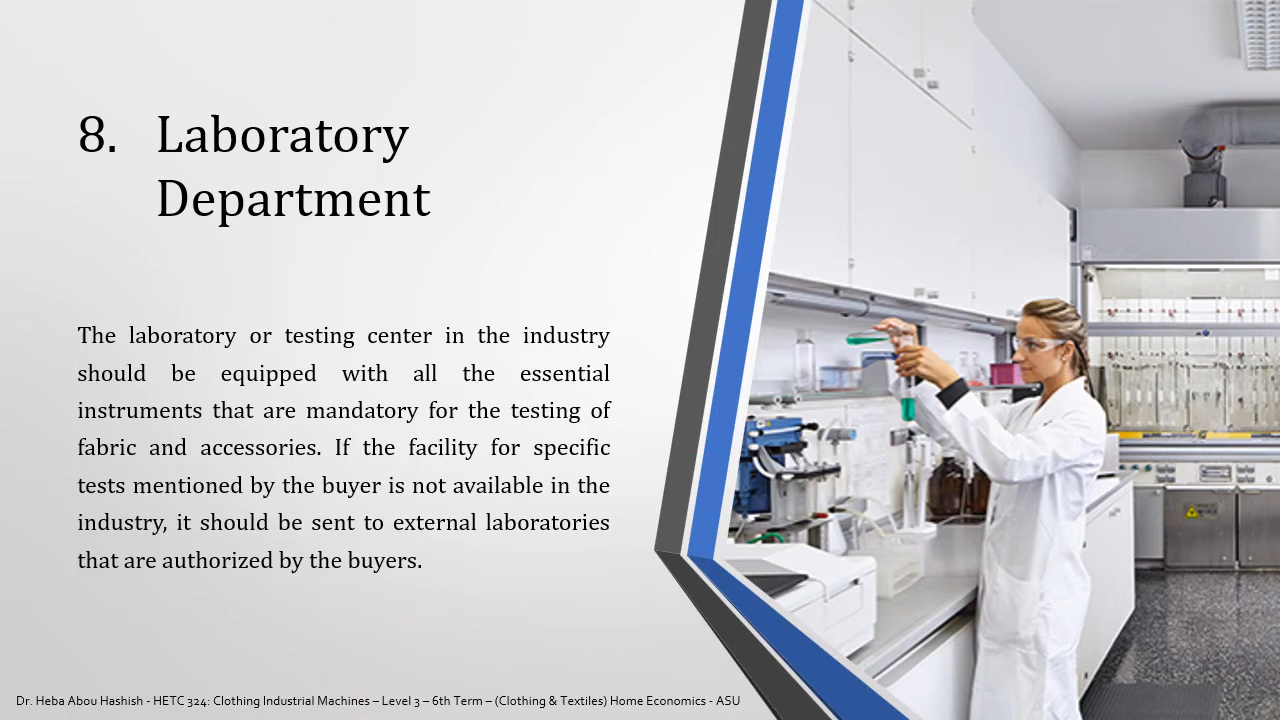 8. Laboratory
Department
The laboratory or testing center in the industry
should be equipped with all the essential
instruments that are mandatory for the testing of
fabric and accessories. If the facility for specific
tests mentioned by the buyer is not available in the
industry, it should be sent to external laboratories
that are authorized by the buyers.
Dr. Heba Abou Hashish - HETC 324: Clothing Industrial Machines – Level 3 – 6th Term – (Clothing & Textiles) Home Economics - ASU